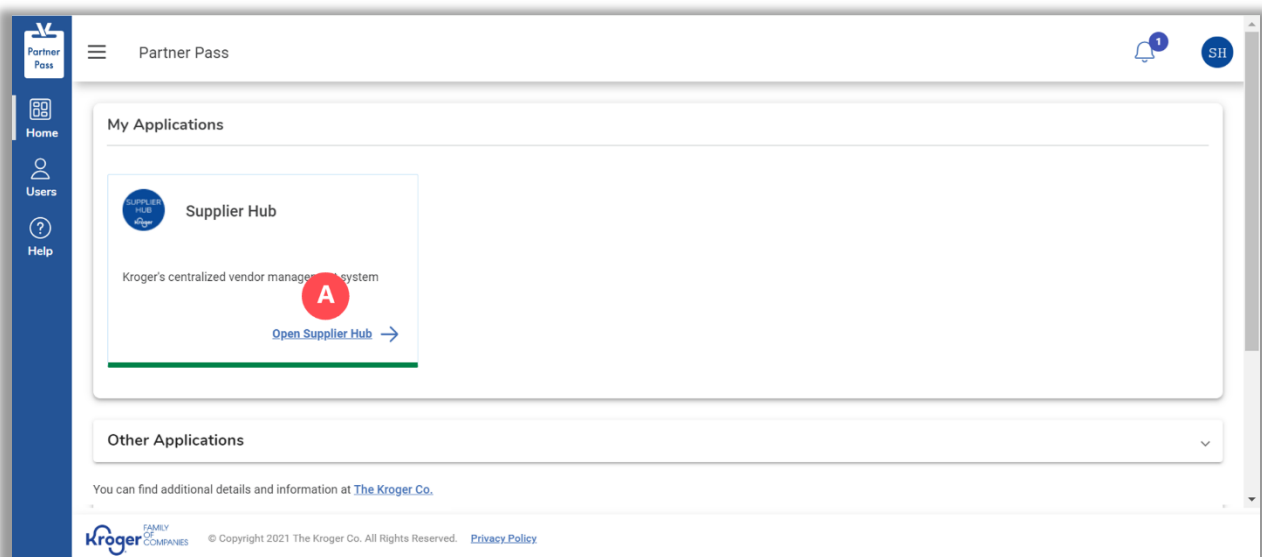 Partner
Pass
Partner Pass
1
SH
Home
Users
Help
My Applications
SUPPLIER
HUB
Kroger
Supplier Hub
Kroger's centralized vendor management system
A
Open Supplier Hub
Other Applications
You can find additional details and information at The Kroger Co.
Kroger FAMILY
OF
COMPANIES
© Copyright 2021 The Kroger Co. All Rights Reserved. Privacy Policy